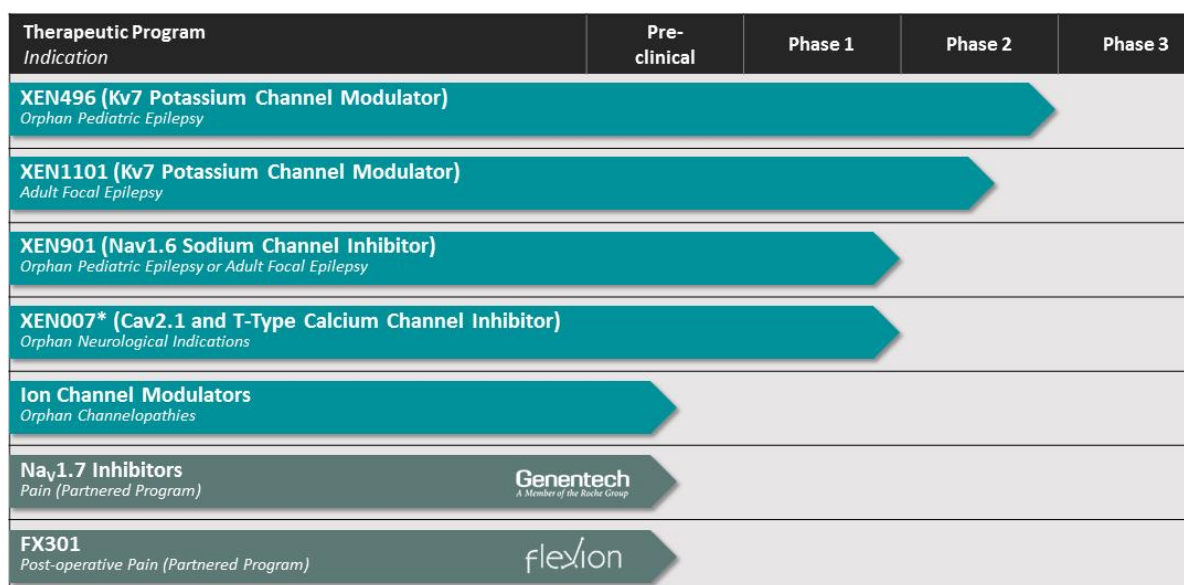 Therapeutic Program
Indication
Pre-
clinical
Phase 1
Phase 2
Phase 3
XEN496 (Kv7 Potassium Channel Modulator)
Orphan Pediatric Epilepsy
XEN1101 (Kv7 Potassium Channel Modulator)
Adult Focal Epilepsy
XEN901 (Nav1.6 Sodium Channel Inhibitor)
Orphan Pediatric Epilepsy or Adult Focal Epilepsy
XEN007* (Cav2.1 and T-Type Calcium Channel Inhibitor)
Orphan Neurological Indications
Ion Channel Modulators
Orphan Channelopathies
NaV1.7 Inhibitors
Pain (Partnered Program)
Genentech
A Member of the Roche Group
FX301
Post-operative Pain (Partnered Program)
flexion